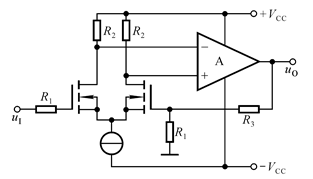 +V_CC
R_2 R_2
−
A
+
u_O
R_1
u_I
R_1
R_3
−V_CC